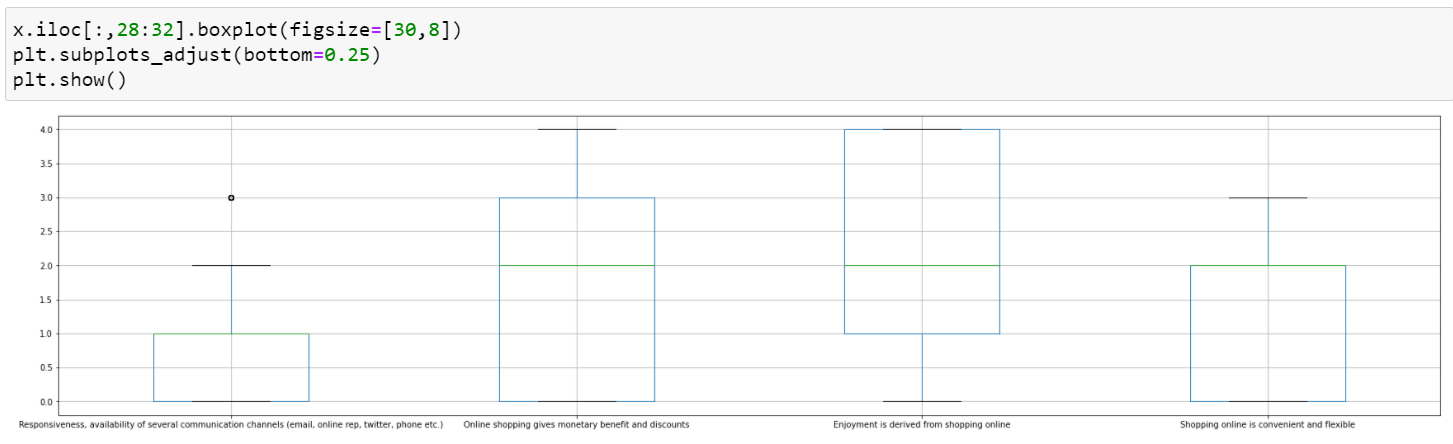 x.iloc[:,28:32].boxplot(figsize=[30,8])
plt.subplots_adjust(bottom=0.25)
plt.show()
4.0
3.5
3.0
2.5
2.0
1.5
1.0
0.5
0.0
Responsiveness, availability of several communication channels (email, online rep, twitter, phone etc.) Online shopping gives monetary benefit and discounts Enjoyment is derived from shopping online Shopping online is convenient and flexible